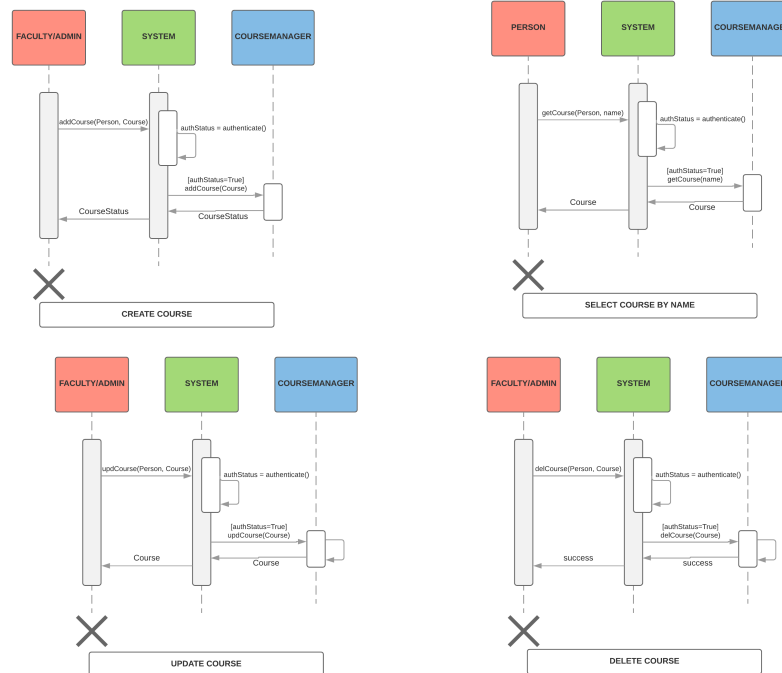 FACULTY/ADMIN
SYSTEM
COURSEMANAGER
addCourse(Person, Course)
authStatus = authenticate()
[authStatus=True]
addCourse(Course)
CourseStatus
CourseStatus
CREATE COURSE
PERSON
SYSTEM
COURSEMANAGE
getCourse(Person, name)
authStatus = authenticate()
[authStatus=True]
getCourse(name)
Course
Course
SELECT COURSE BY NAME
FACULTY/ADMIN
SYSTEM
COURSEMANAGER
updCourse(Person, Course)
authStatus = authenticate()
[authStatus=True]
updCourse(Course)
Course
Course
UPDATE COURSE
FACULTY/ADMIN
SYSTEM
COURSEMANAGE
delCourse(Person, Course)
authStatus = authenticate()
[authStatus=True]
delCourse(Course)
success
success
DELETE COURSE